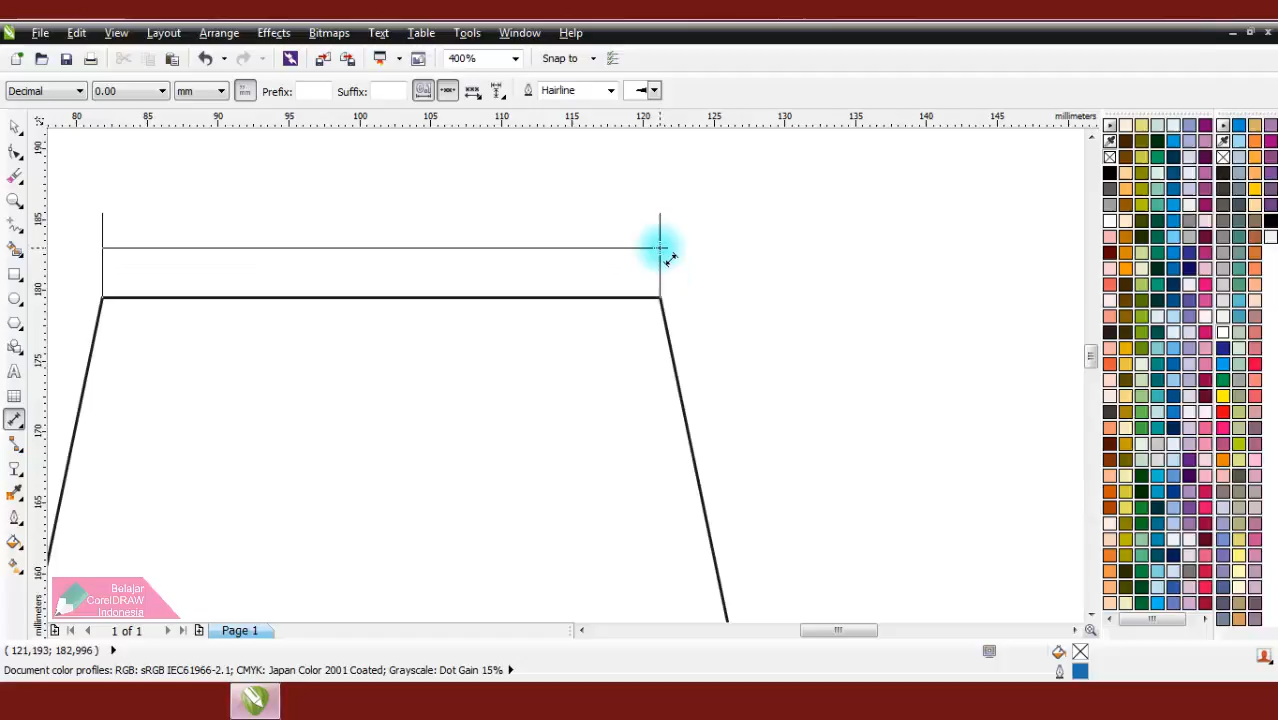 File Edit View Layout Arrange Effects Bitmaps Text Table Tools Window Help
400% Snap to
Decimal 0.00 mm Prefix: Suffix: Hairline
80 85 90 95 100 105 110 115 120 125 130 135 140 145 millimeters
190
185
180
175
170
165
160
millimeters
Belajar
CorelDRAW
Indonesia
1 of 1 Page 1
( 121,193; 182,996 )
Document color profiles: RGB: sRGB IEC61966-2.1; CMYK: Japan Color 2001 Coated; Grayscale: Dot Gain 15%